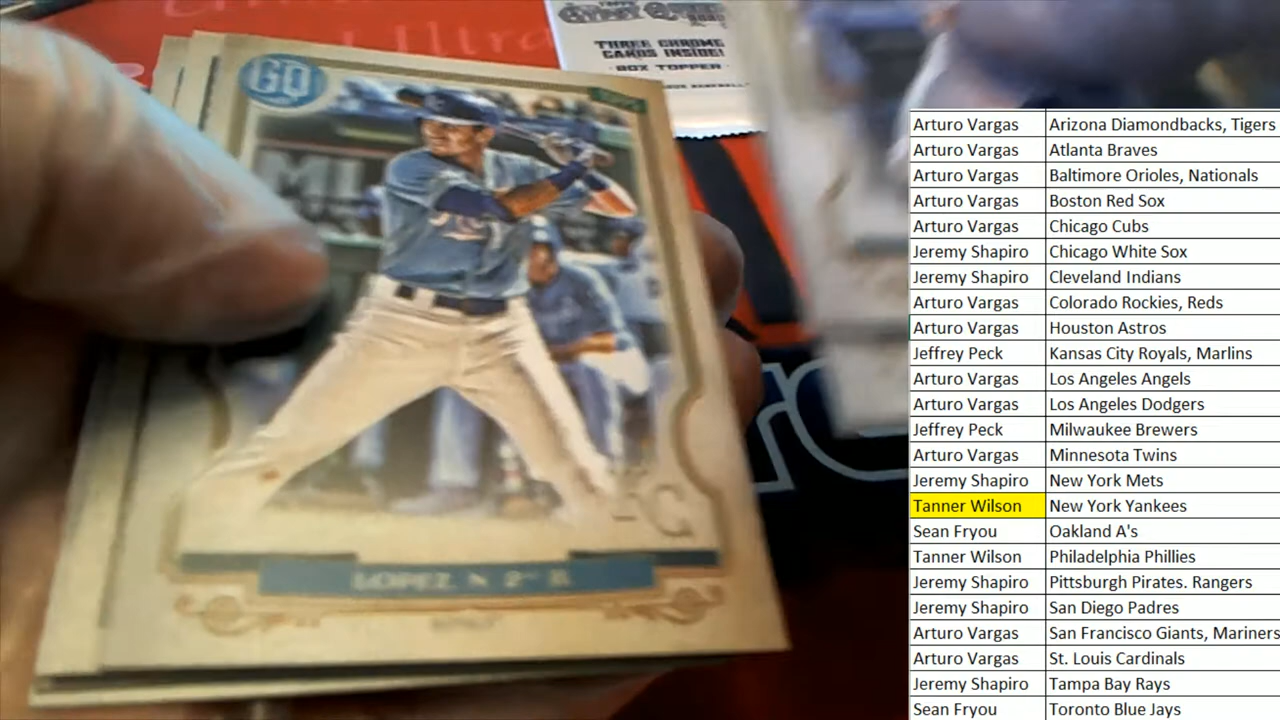 Ultra
TOPPS
GYPSY QUEEN
THREE CHROME
CARDS INSIDE!
BOX TOPPER
GQ
TOPPS
LOPEZ, N 2ND B.
KC
Arturo Vargas Arizona Diamondbacks, Tigers
Arturo Vargas Atlanta Braves
Arturo Vargas Baltimore Orioles, Nationals
Arturo Vargas Boston Red Sox
Arturo Vargas Chicago Cubs
Jeremy Shapiro Chicago White Sox
Jeremy Shapiro Cleveland Indians
Arturo Vargas Colorado Rockies, Reds
Arturo Vargas Houston Astros
Jeffrey Peck Kansas City Royals, Marlins
Arturo Vargas Los Angeles Angels
Arturo Vargas Los Angeles Dodgers
Jeffrey Peck Milwaukee Brewers
Arturo Vargas Minnesota Twins
Jeremy Shapiro New York Mets
Tanner Wilson New York Yankees
Sean Fryou Oakland A's
Tanner Wilson Philadelphia Phillies
Jeremy Shapiro Pittsburgh Pirates. Rangers
Jeremy Shapiro San Diego Padres
Arturo Vargas San Francisco Giants, Mariners
Arturo Vargas St. Louis Cardinals
Jeremy Shapiro Tampa Bay Rays
Sean Fryou Toronto Blue Jays